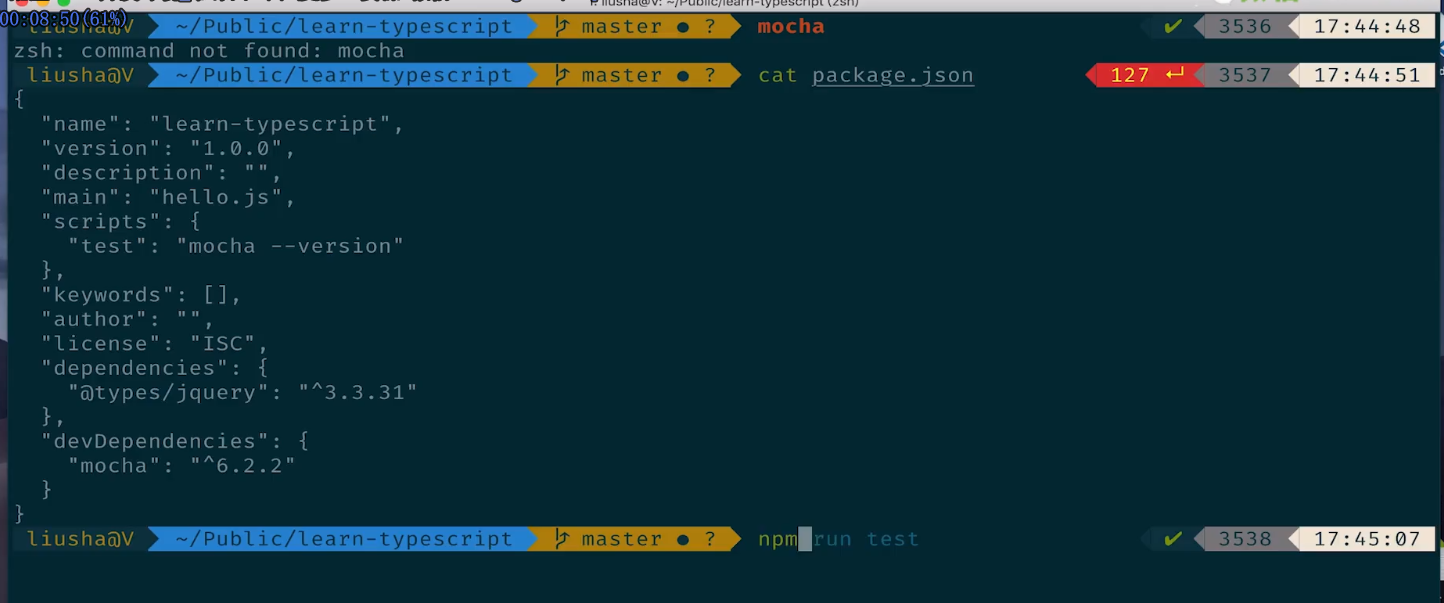 liusha@V: ~/Public/learn-typescript (zsh)
00:08:50(61%)
liusha@V ~/Public/learn-typescript master ● ? mocha ✔ 3536 17:44:48
zsh: command not found: mocha
liusha@V ~/Public/learn-typescript master ● ? cat package.json 127 ↵ 3537 17:44:51
{
"name": "learn-typescript",
"version": "1.0.0",
"description": "",
"main": "hello.js",
"scripts": {
"test": "mocha --version"
},
"keywords": [],
"author": "",
"license": "ISC",
"dependencies": {
"@types/jquery": "^3.3.31"
},
"devDependencies": {
"mocha": "^6.2.2"
}
}
liusha@V ~/Public/learn-typescript master ● ? npm run test ✔ 3538 17:45:07